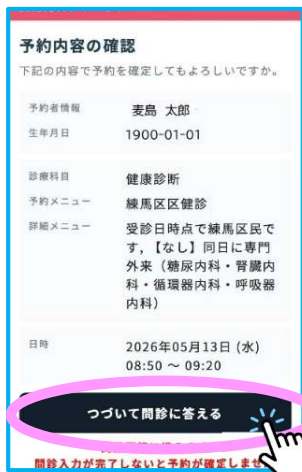 予約内容の確認
下記の内容で予約を確定してもよろしいですか。
予約者情報 麦島 太郎
生年月日 1900-01-01
診療科目 健康診断
予約メニュー 練馬区区健診
詳細メニュー 受診日時点で練馬区民で
す,【なし】同日に専門
外来（糖尿内科・腎臓内
科・循環器内科・呼吸器
内科）
日時 2026年05月13日 (水)
08:50 ～ 09:20
つづいて問診に答える
問診入力が完了しないと予約が確定しませ